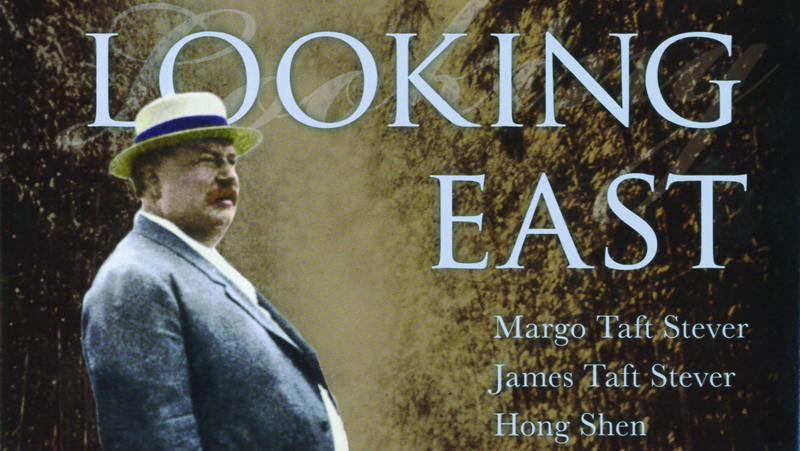 LOOKING
EAST
Margo Taft Stever
James Taft Stever
Hong Shen